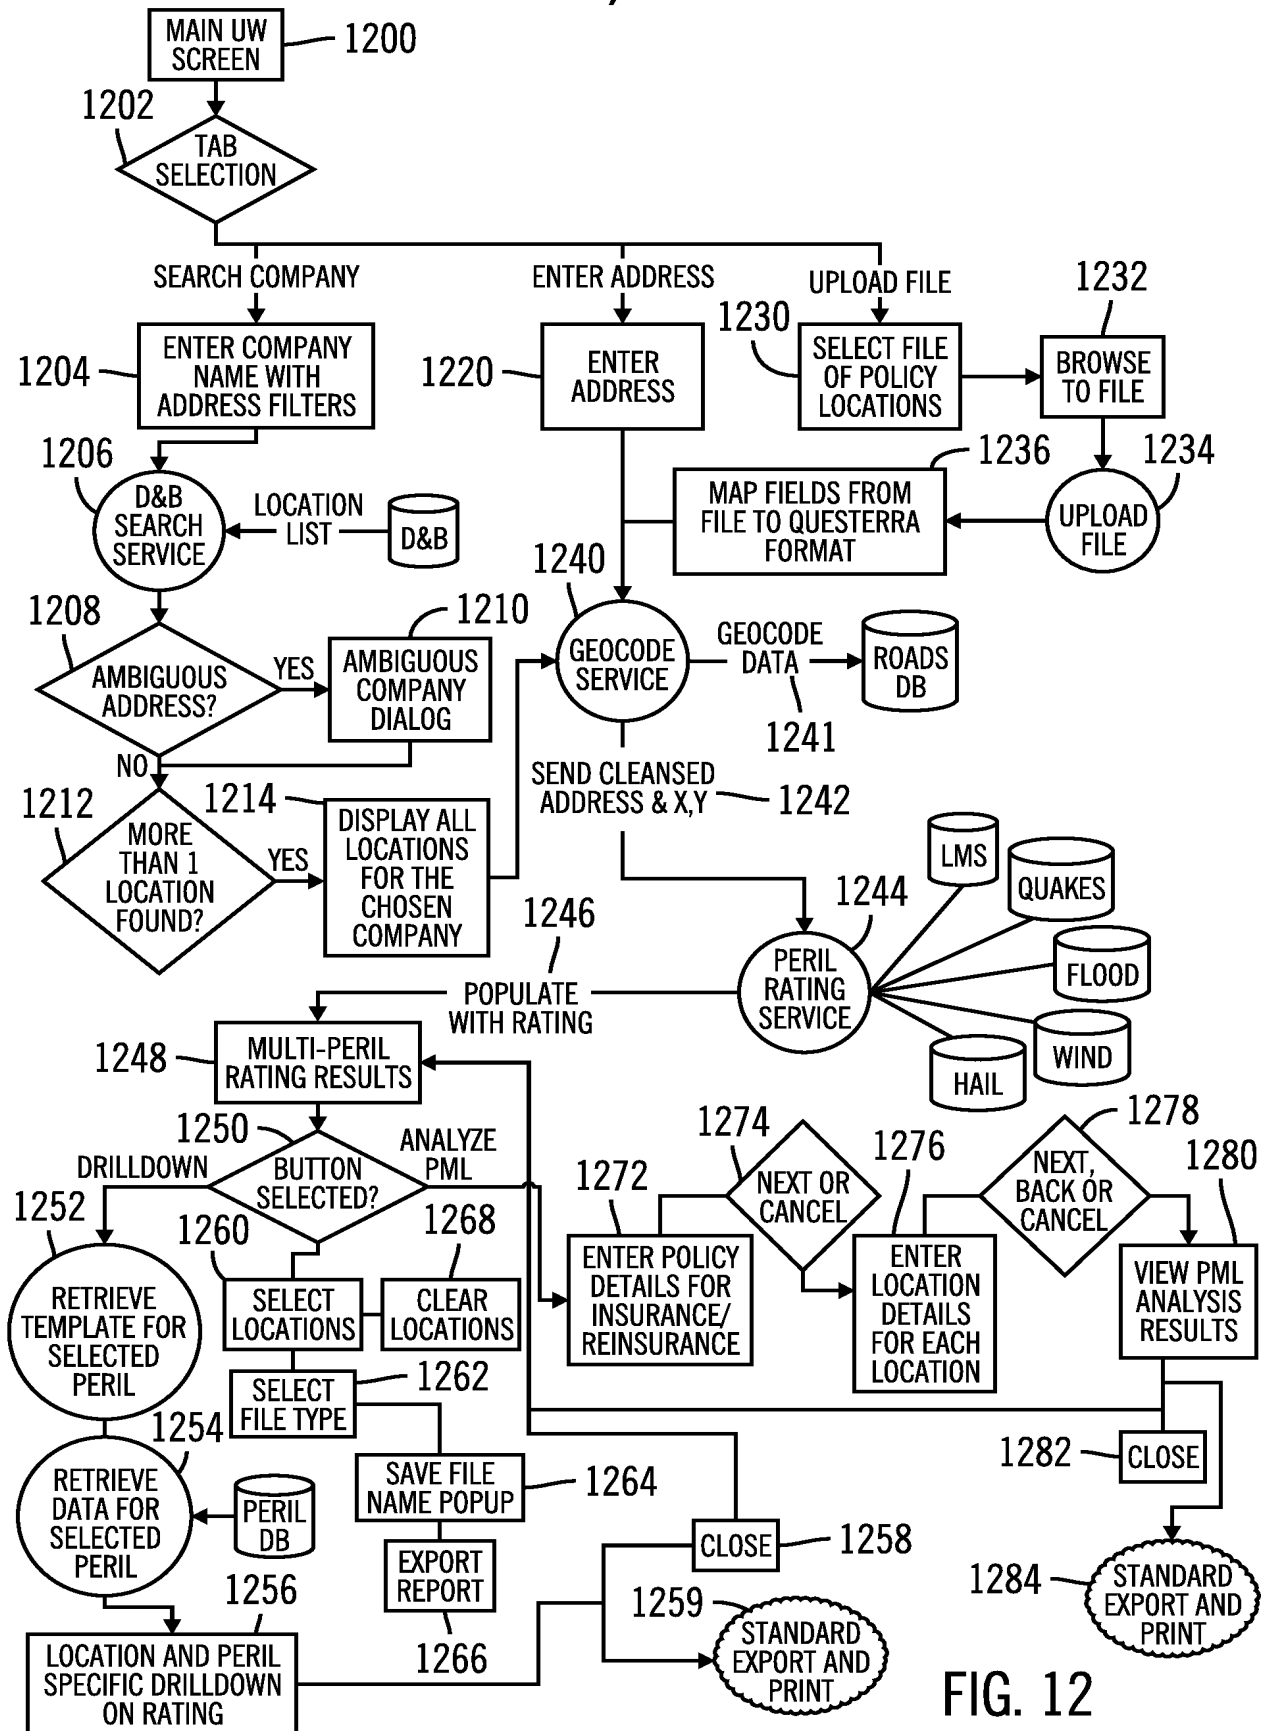 MAIN UW
SCREEN
1200
1202
TAB
SELECTION
SEARCH COMPANY
ENTER ADDRESS
UPLOAD FILE
1232
1230
1204
ENTER COMPANY
NAME WITH
ADDRESS FILTERS
1220
ENTER
ADDRESS
SELECT FILE
OF POLICY
LOCATIONS
BROWSE
TO FILE
1206
D&B
SEARCH
SERVICE
LOCATION
LIST
D&B
1236
1234
MAP FIELDS FROM
FILE TO QUESTERRA
FORMAT
UPLOAD
FILE
1240
1208
1210
AMBIGUOUS
ADDRESS?
YES
AMBIGUOUS
COMPANY
DIALOG
GEOCODE
SERVICE
GEOCODE
DATA
ROADS
DB
1241
NO
1212
1214
SEND CLEANSED
ADDRESS & X,Y
1242
MORE
THAN 1
LOCATION
FOUND?
YES
DISPLAY ALL
LOCATIONS
FOR THE
CHOSEN
COMPANY
LMS
QUAKES
1244
1246
FLOOD
PERIL
RATING
SERVICE
POPULATE
WITH RATING
WIND
HAIL
1248
MULTI-PERIL
RATING RESULTS
1250
ANALYZE
PML
DRILLDOWN
BUTTON
SELECTED?
1274
1278
1272
NEXT OR
CANCEL
1276
NEXT,
BACK OR
CANCEL
1280
1252
1260
1268
RETRIEVE
TEMPLATE FOR
SELECTED
PERIL
SELECT
LOCATIONS
CLEAR
LOCATIONS
ENTER POLICY
DETAILS FOR
INSURANCE/
REINSURANCE
ENTER
LOCATION
DETAILS
FOR EACH
LOCATION
VIEW PML
ANALYSIS
RESULTS
SELECT
FILE TYPE
1262
1254
RETRIEVE
DATA FOR
SELECTED
PERIL
PERIL
DB
SAVE FILE
NAME POPUP
1264
1282
CLOSE
EXPORT
REPORT
1266
CLOSE
1258
1256
1259
STANDARD
EXPORT AND
PRINT
1284
STANDARD
EXPORT AND
PRINT
LOCATION AND PERIL
SPECIFIC DRILLDOWN
ON RATING
FIG. 12